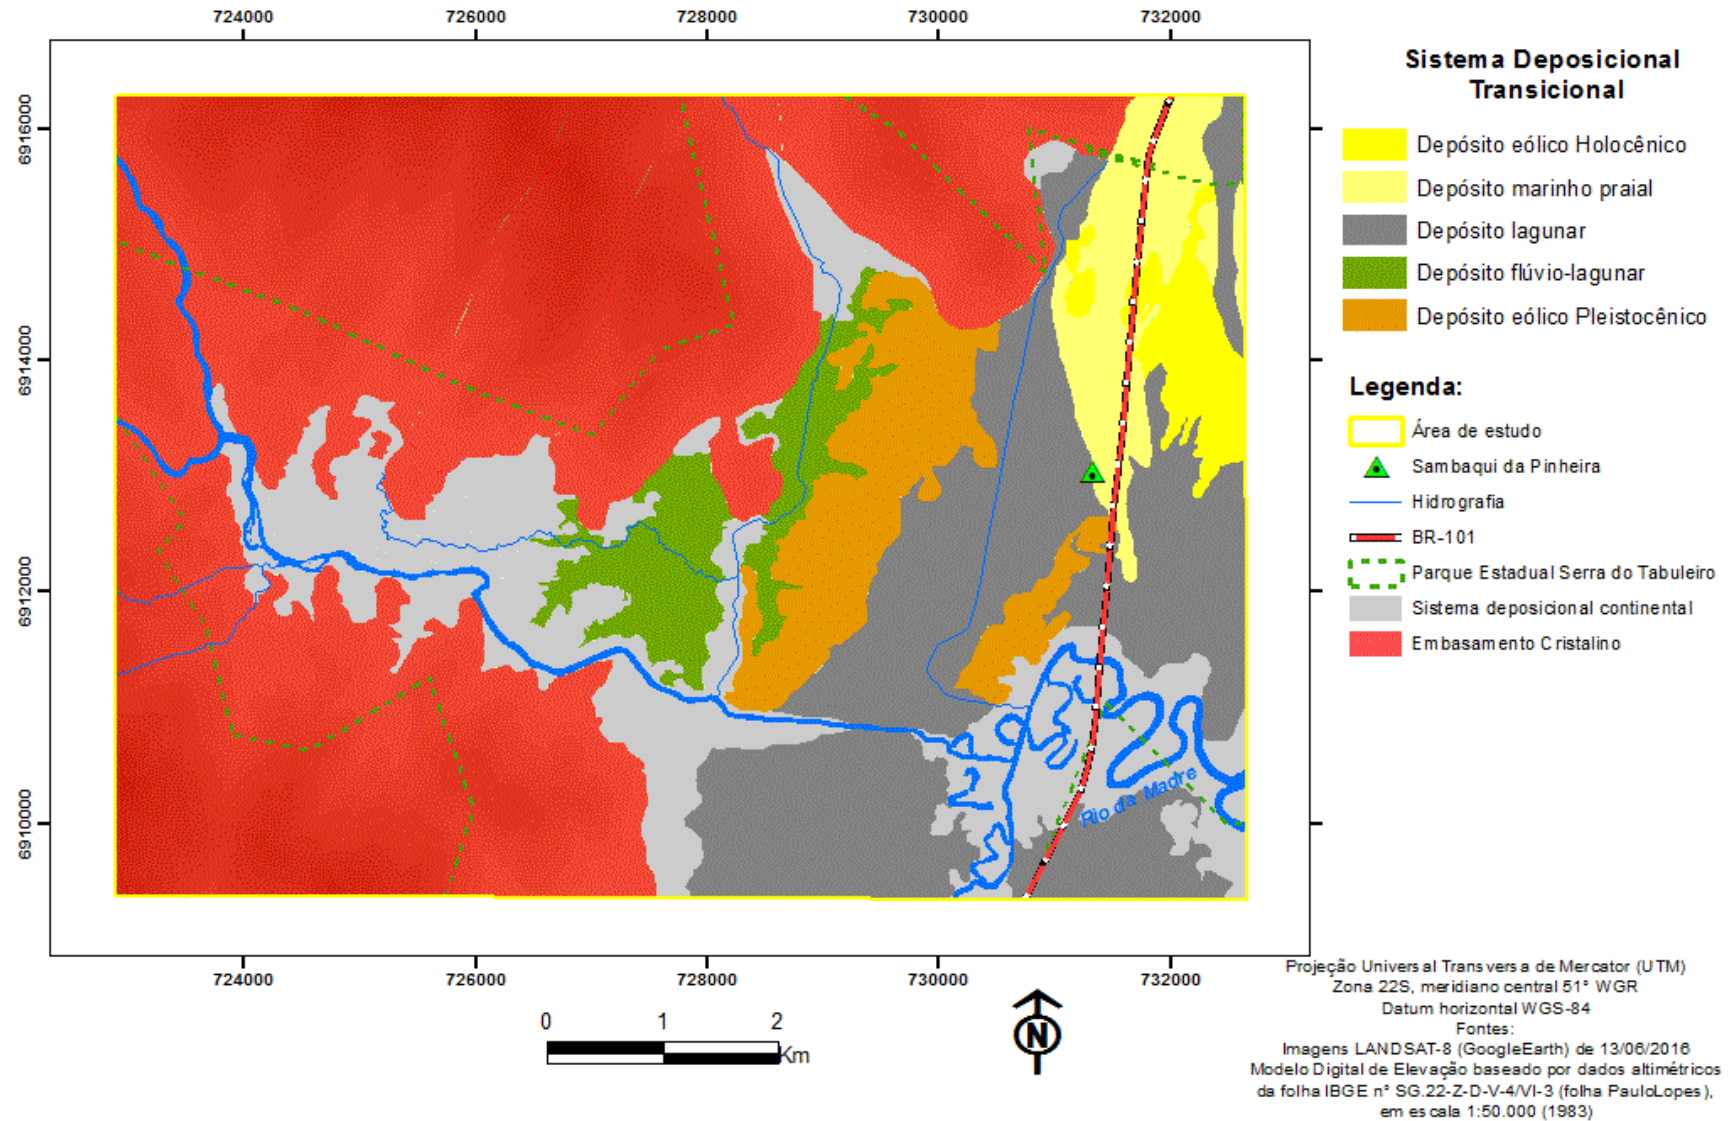 724000
726000
728000
730000
732000
6916000
6914000
6912000
6910000
Rio da Madre
724000
726000
728000
730000
732000
0 1 2
Km
N
Sistema Deposicional
Transicional
Depósito eólico Holocênico
Depósito marinho praial
Depósito lagunar
Depósito flúvio-lagunar
Depósito eólico Pleistocênico
Legenda:
Área de estudo
Sambaqui da Pinheira
Hidrografia
BR-101
Parque Estadual Serra do Tabuleiro
Sistema deposicional continental
Embasamento Cristalino
Projeção Universal Transversa de Mercator (UTM)
Zona 22S, meridiano central 51° WGR
Datum horizontal WGS-84
Fontes:
Imagens LANDSAT-8 (GoogleEarth) de 13/06/2016
Modelo Digital de Elevação baseado por dados altimétricos
da folha IBGE n° SG.22-Z-D-V-4/VI-3 (folha PauloLopes),
em escala 1:50.000 (1983)